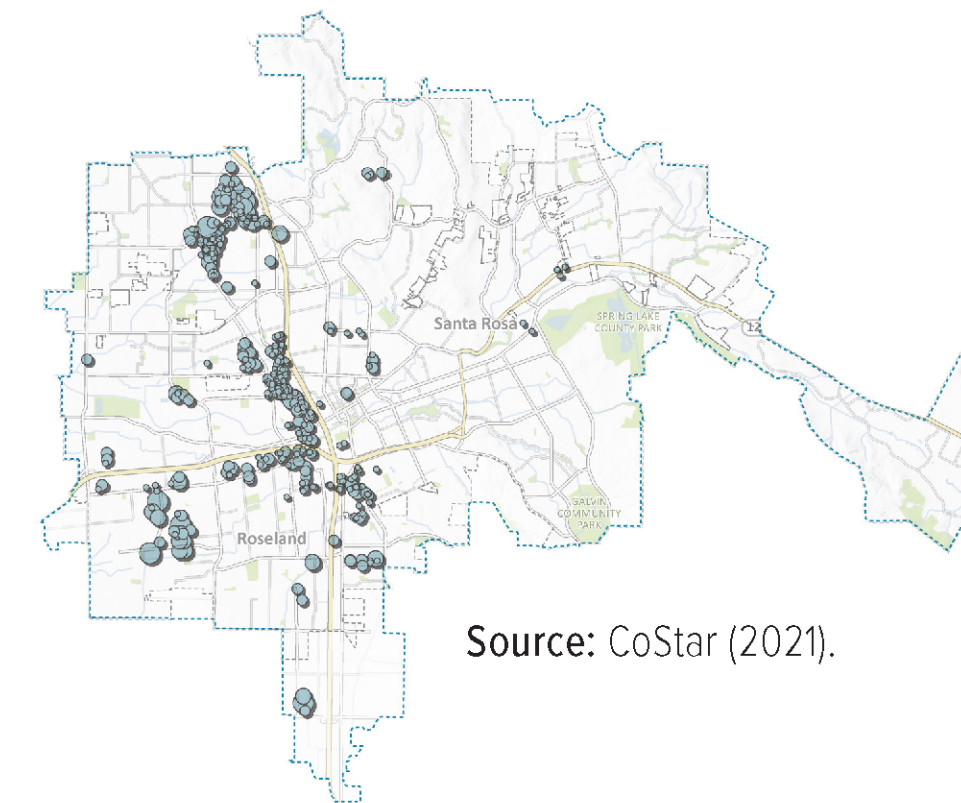 Santa Rosa
SPRING LAKE
COUNTY PARK
12
GALVIN
COMMUNITY
PARK
Roseland
Source: CoStar (2021).